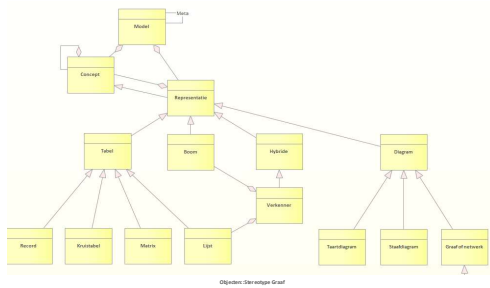 Meta
Model
Concept
Representatie
Tabel
Boom
Hybride
Diagram
Verkenner
Record
Kruistabel
Matrix
Lijst
Taartdiagram
Staafdiagram
Graaf of netwerk
Objecten::Stereotype Graaf